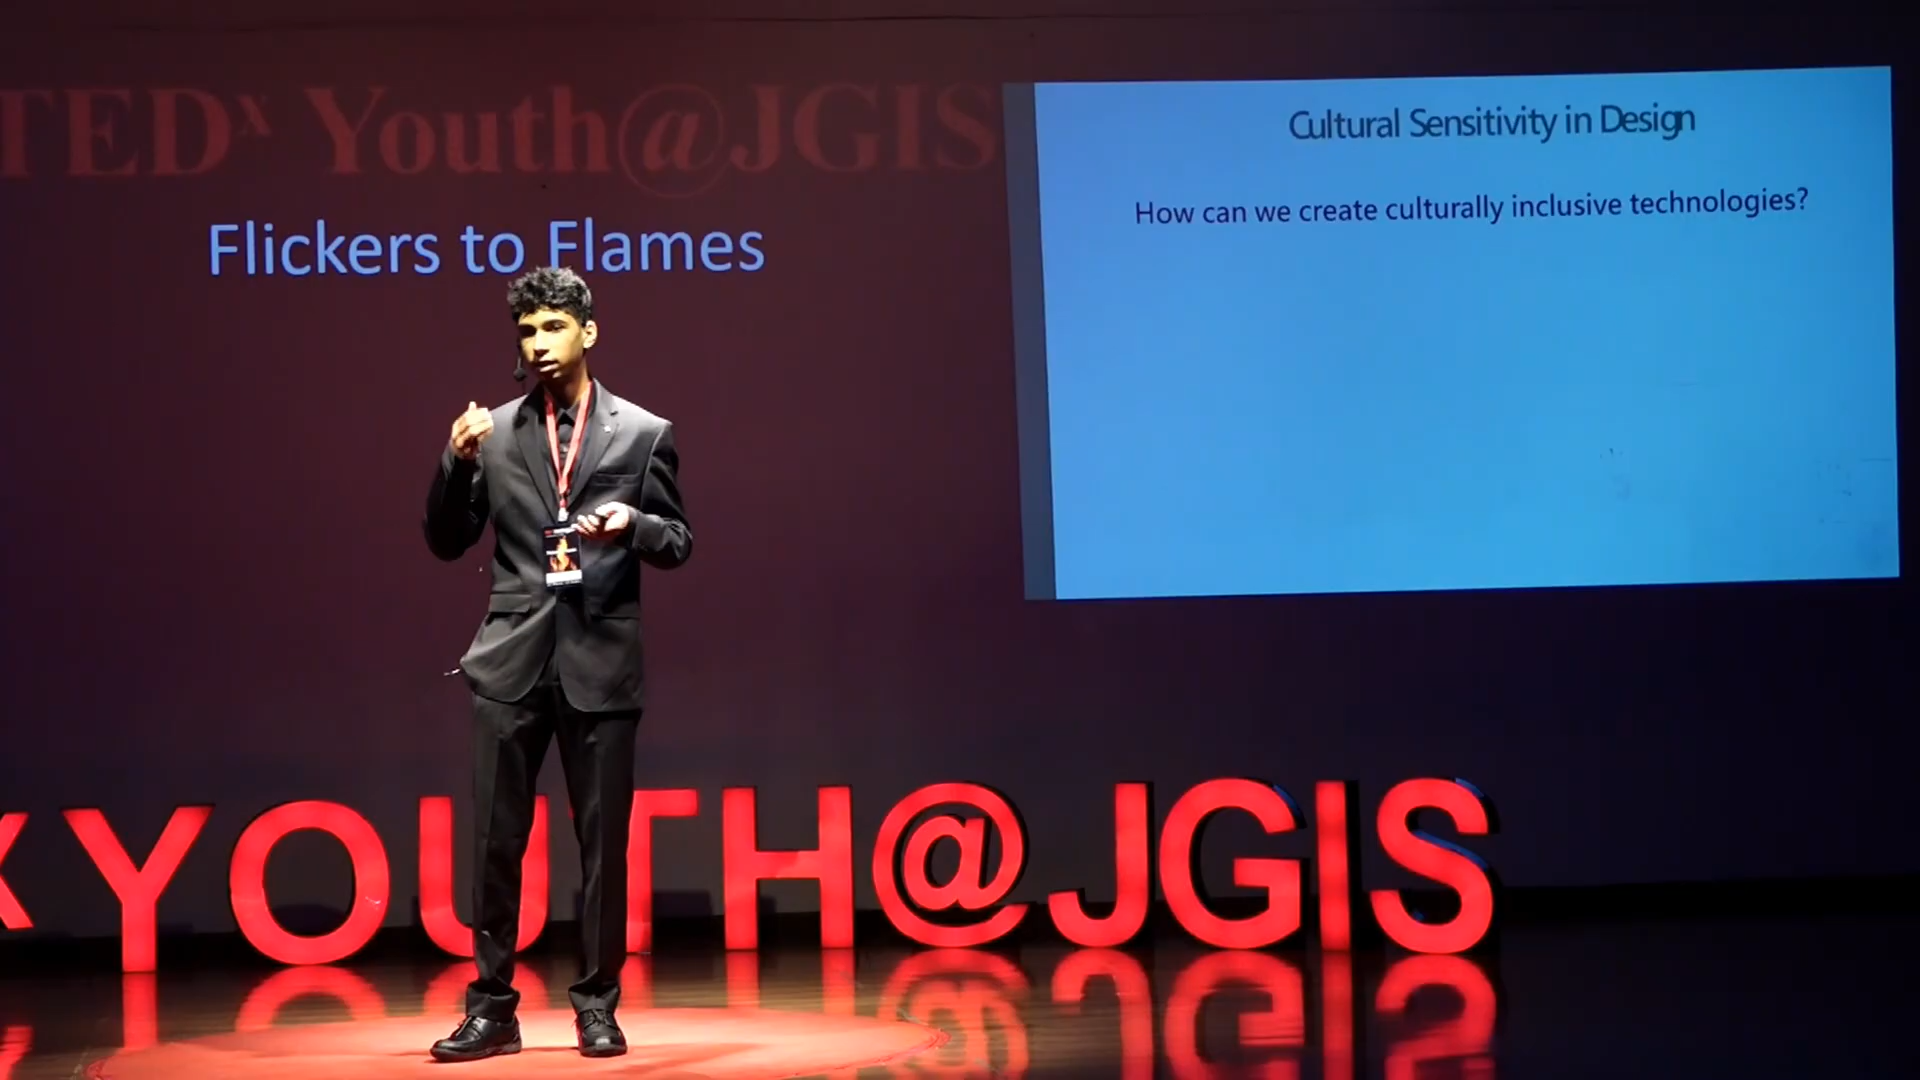 TEDx Youth@JGIS
Flickers to Flames
Cultural Sensitivity in Design
How can we create culturally inclusive technologies?
X YOUTH@JGIS